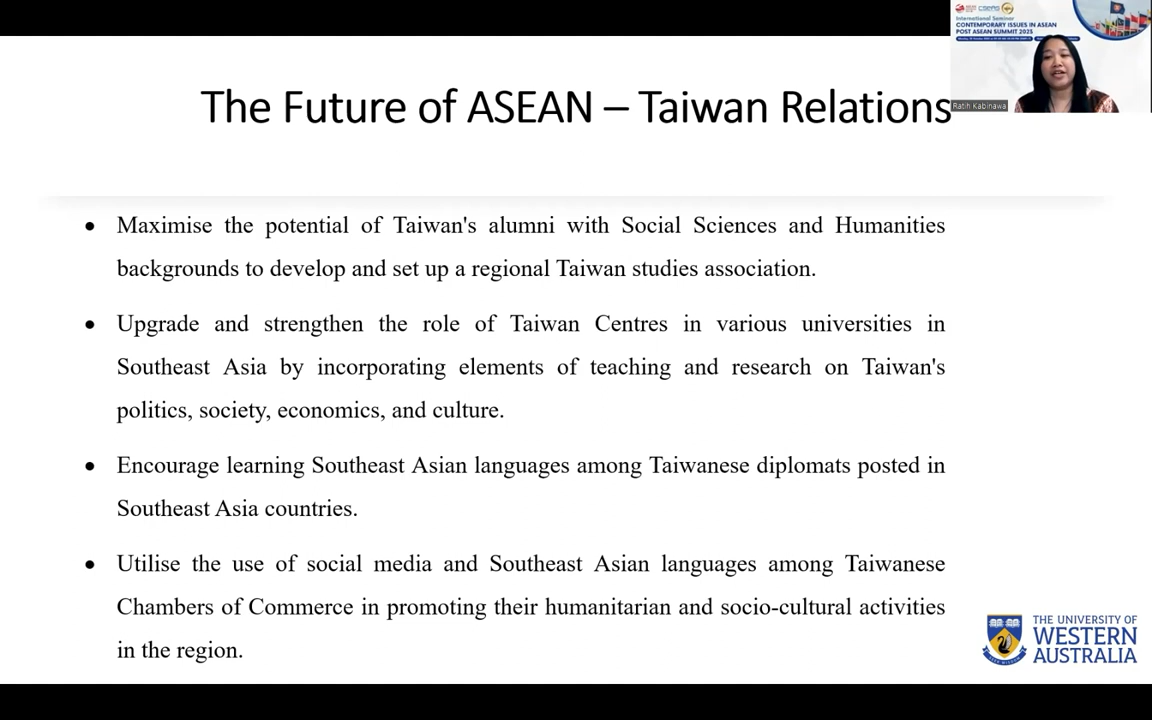 International Seminar
CONTEMPORARY ISSUES IN ASEAN
POST ASEAN SUMMIT 2025
Ratih Kabinawa
The Future of ASEAN – Taiwan Relations
• Maximise the potential of Taiwan's alumni with Social Sciences and Humanities
backgrounds to develop and set up a regional Taiwan studies association.
• Upgrade and strengthen the role of Taiwan Centres in various universities in
Southeast Asia by incorporating elements of teaching and research on Taiwan's
politics, society, economics, and culture.
• Encourage learning Southeast Asian languages among Taiwanese diplomats posted in
Southeast Asia countries.
• Utilise the use of social media and Southeast Asian languages among Taiwanese
Chambers of Commerce in promoting their humanitarian and socio-cultural activities
in the region.
THE UNIVERSITY OF
WESTERN
AUSTRALIA